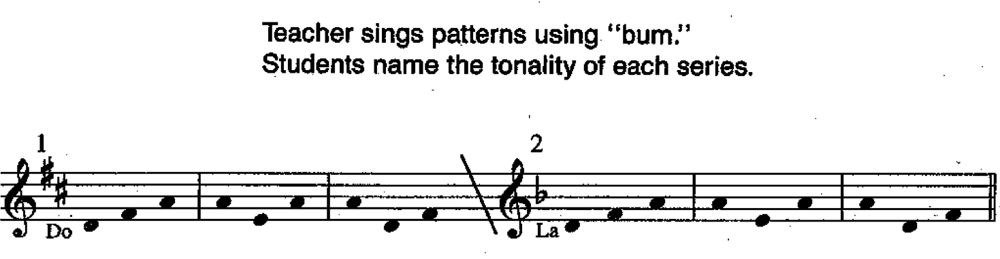 Teacher sings patterns using “bum.”
Students name the tonality of each series.
1
2
Do
La